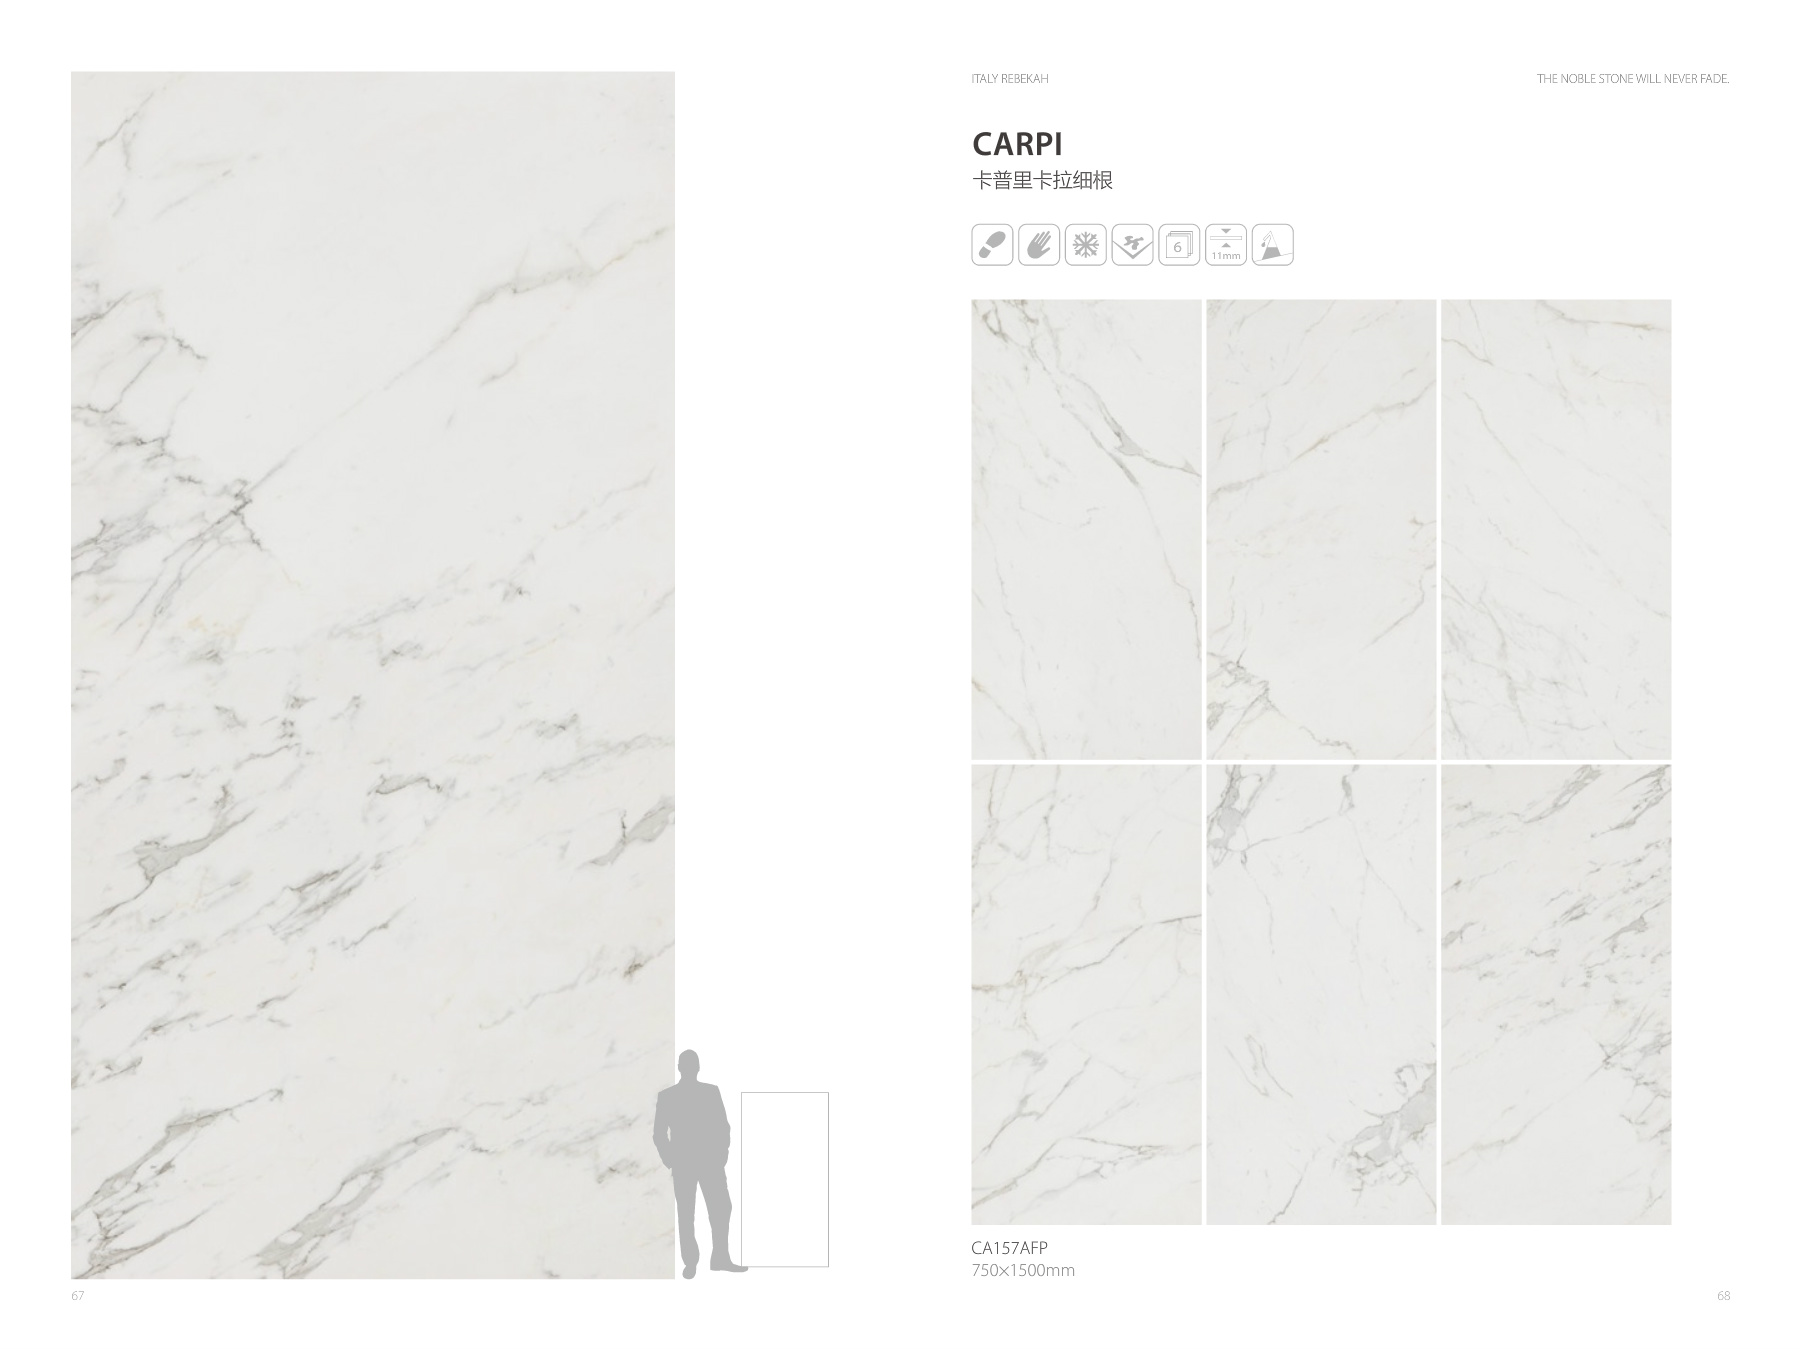 ITALY REBEKAH
THE NOBLE STONE WILL NEVER FADE.
CARPI
卡普里卡拉细根
6
11mm
CA157AFP
750×1500mm
67
68